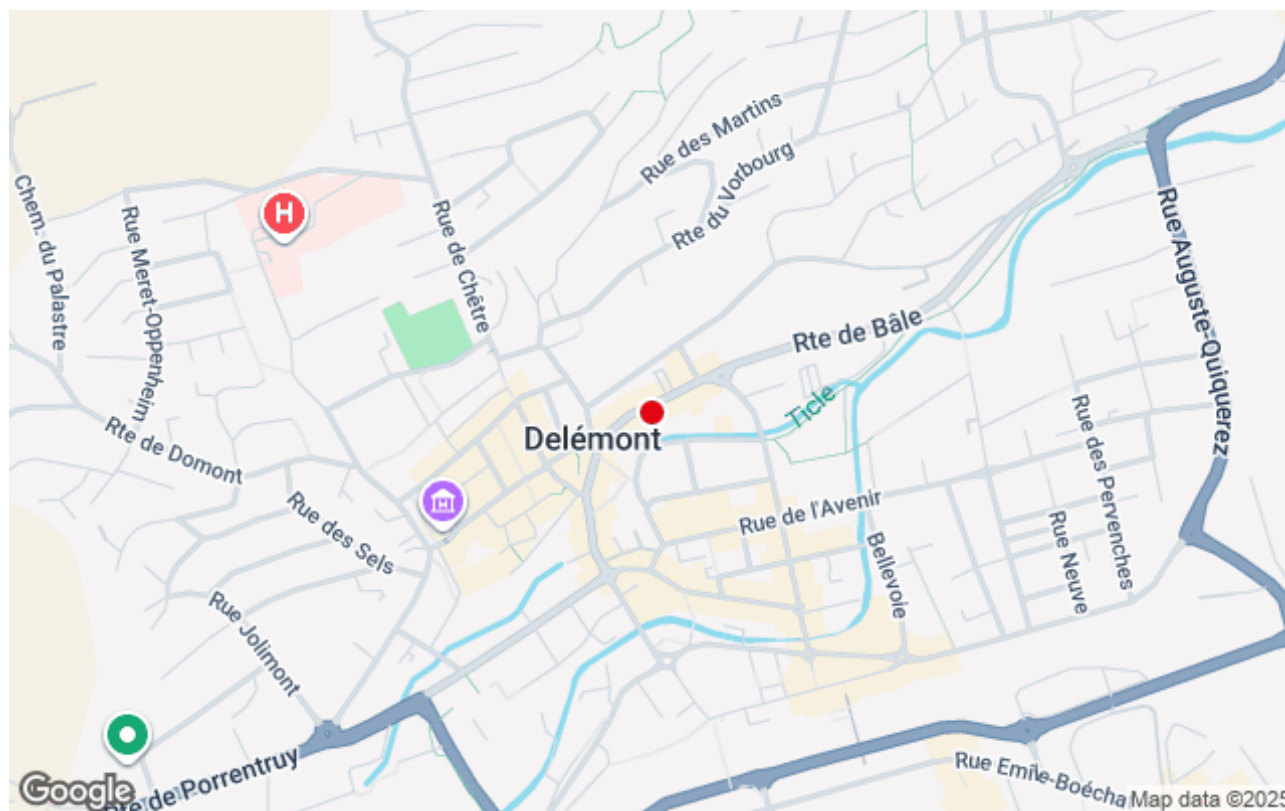 Rue des Martins
Rte du Vorbourg
H
Chem. du Palastre
Rue Meret-Oppenheim
Rue de Chêtre
Rue Auguste-Quiquerez
Rte de Bâle
Ticle
Delémont
Rte de Domont
Rue des Sels
Rue de l'Avenir
Rue des Pervenches
Rue Neuve
Bellevoie
Rue Jolimont
Rte de Porrentruy
Rue Emile-Boécha
Google
Map data ©2025